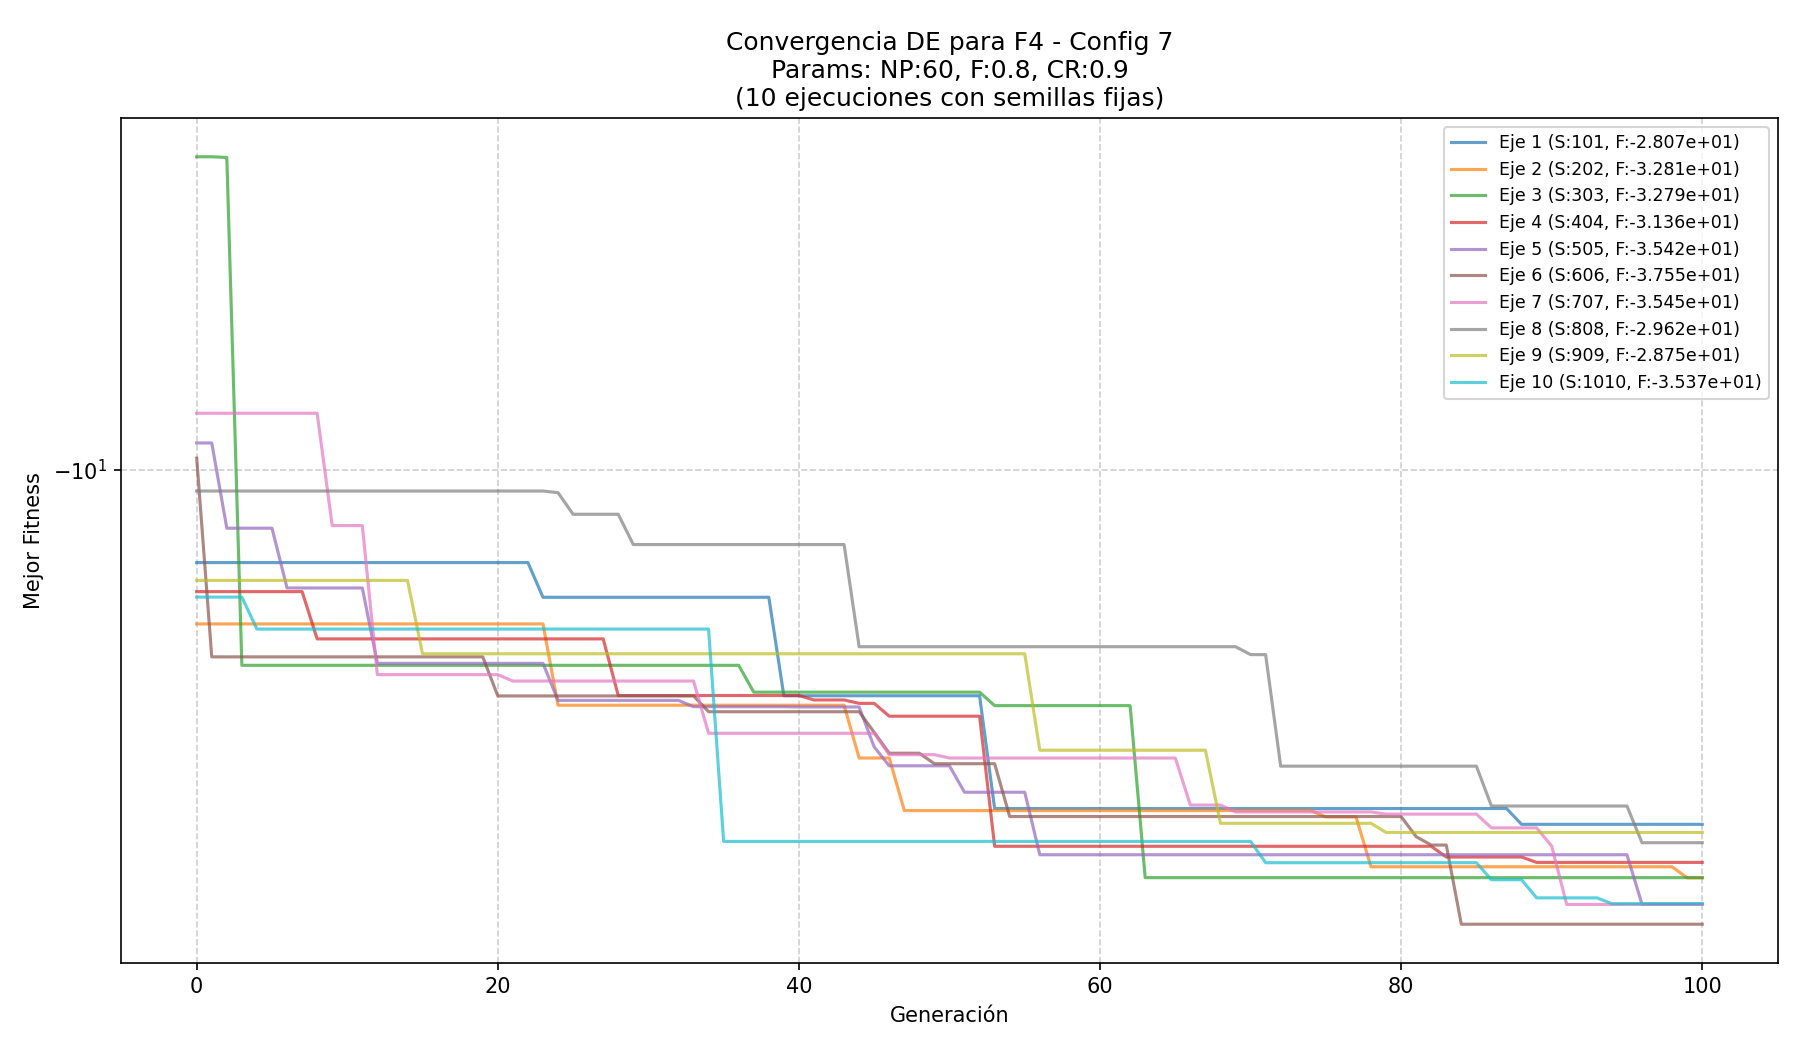 Convergencia DE para F4 - Config 7
Params: NP:60, F:0.8, CR:0.9
(10 ejecuciones con semillas fijas)
Eje 1 (S:101, F:-2.807e+01)
Eje 2 (S:202, F:-3.281e+01)
Eje 3 (S:303, F:-3.279e+01)
Eje 4 (S:404, F:-3.136e+01)
Eje 5 (S:505, F:-3.542e+01)
Eje 6 (S:606, F:-3.755e+01)
Eje 7 (S:707, F:-3.545e+01)
Eje 8 (S:808, F:-2.962e+01)
Eje 9 (S:909, F:-2.875e+01)
Eje 10 (S:1010, F:-3.537e+01)
−10¹
Mejor Fitness
0 20 40 60 80 100
Generación